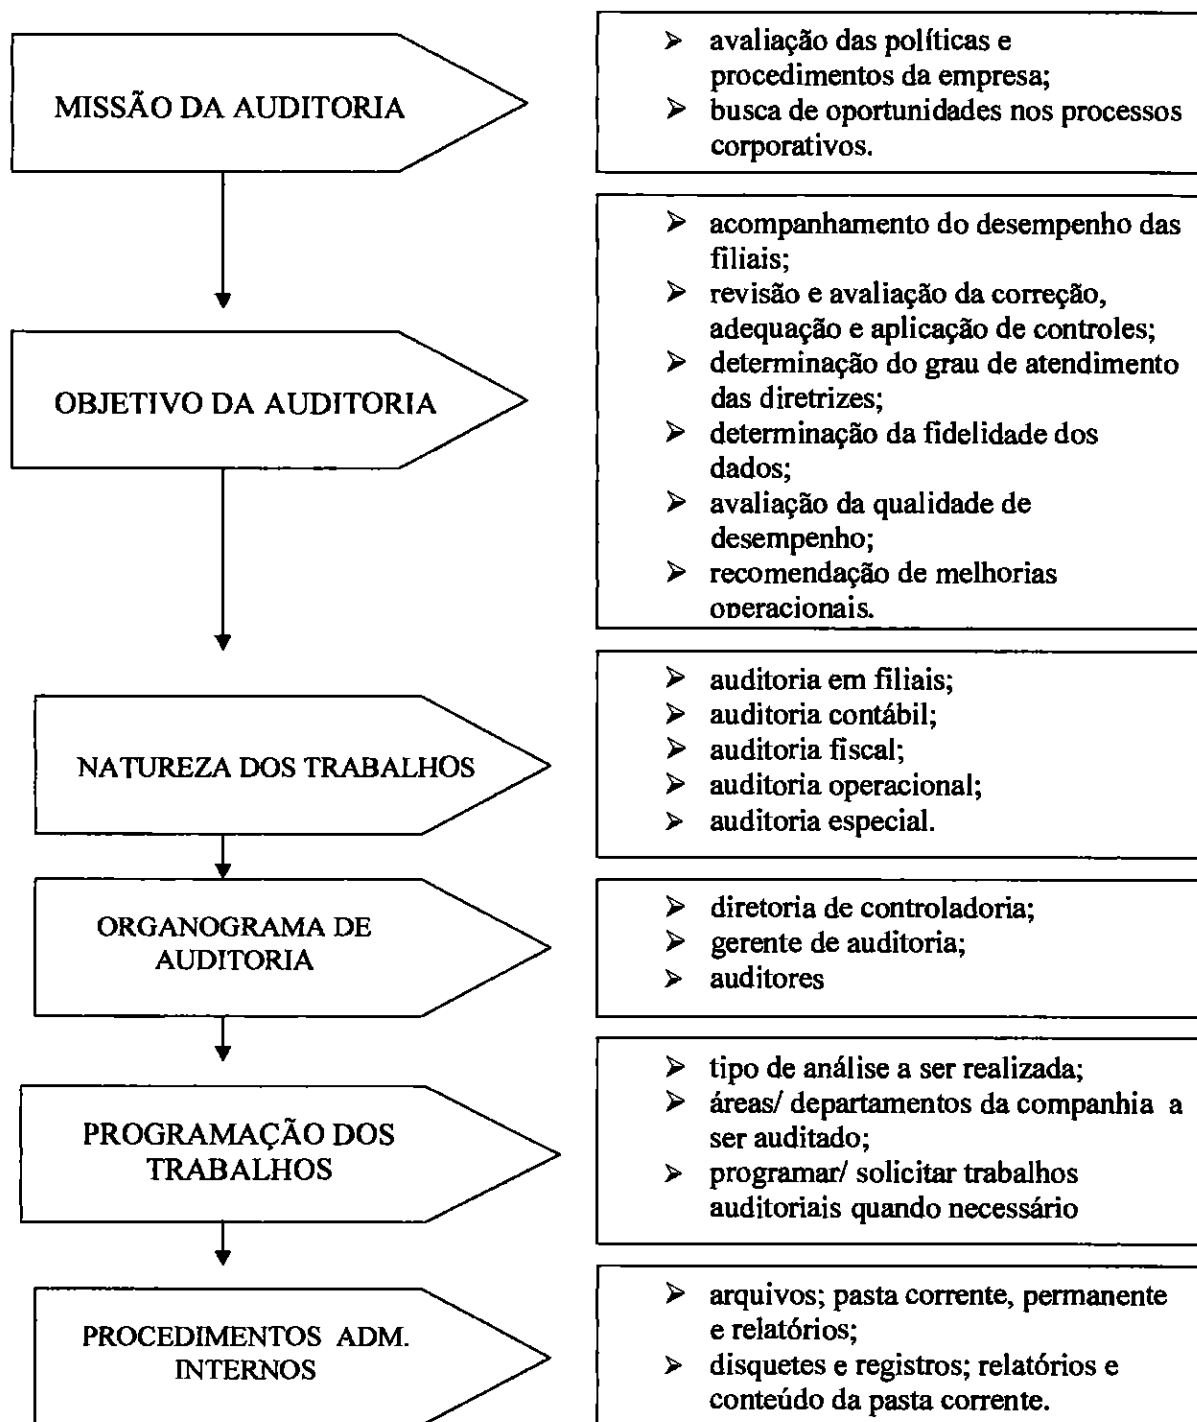 MISSÃO DA AUDITORIA
➢ avaliação das políticas e
procedimentos da empresa;
➢ busca de oportunidades nos processos
corporativos.
OBJETIVO DA AUDITORIA
➢ acompanhamento do desempenho das
filiais;
➢ revisão e avaliação da correção,
adequação e aplicação de controles;
➢ determinação do grau de atendimento
das diretrizes;
➢ determinação da fidelidade dos
dados;
➢ avaliação da qualidade de
desempenho;
➢ recomendação de melhorias
operacionais.
NATUREZA DOS TRABALHOS
➢ auditoria em filiais;
➢ auditoria contábil;
➢ auditoria fiscal;
➢ auditoria operacional;
➢ auditoria especial.
ORGANOGRAMA DE
AUDITORIA
➢ diretoria de controladoria;
➢ gerente de auditoria;
➢ auditores
PROGRAMAÇÃO DOS
TRABALHOS
➢ tipo de análise a ser realizada;
➢ áreas/ departamentos da companhia a
ser auditado;
➢ programar/ solicitar trabalhos
auditoriais quando necessário
PROCEDIMENTOS ADM.
INTERNOS
➢ arquivos; pasta corrente, permanente
e relatórios;
➢ disquetes e registros; relatórios e
conteúdo da pasta corrente.